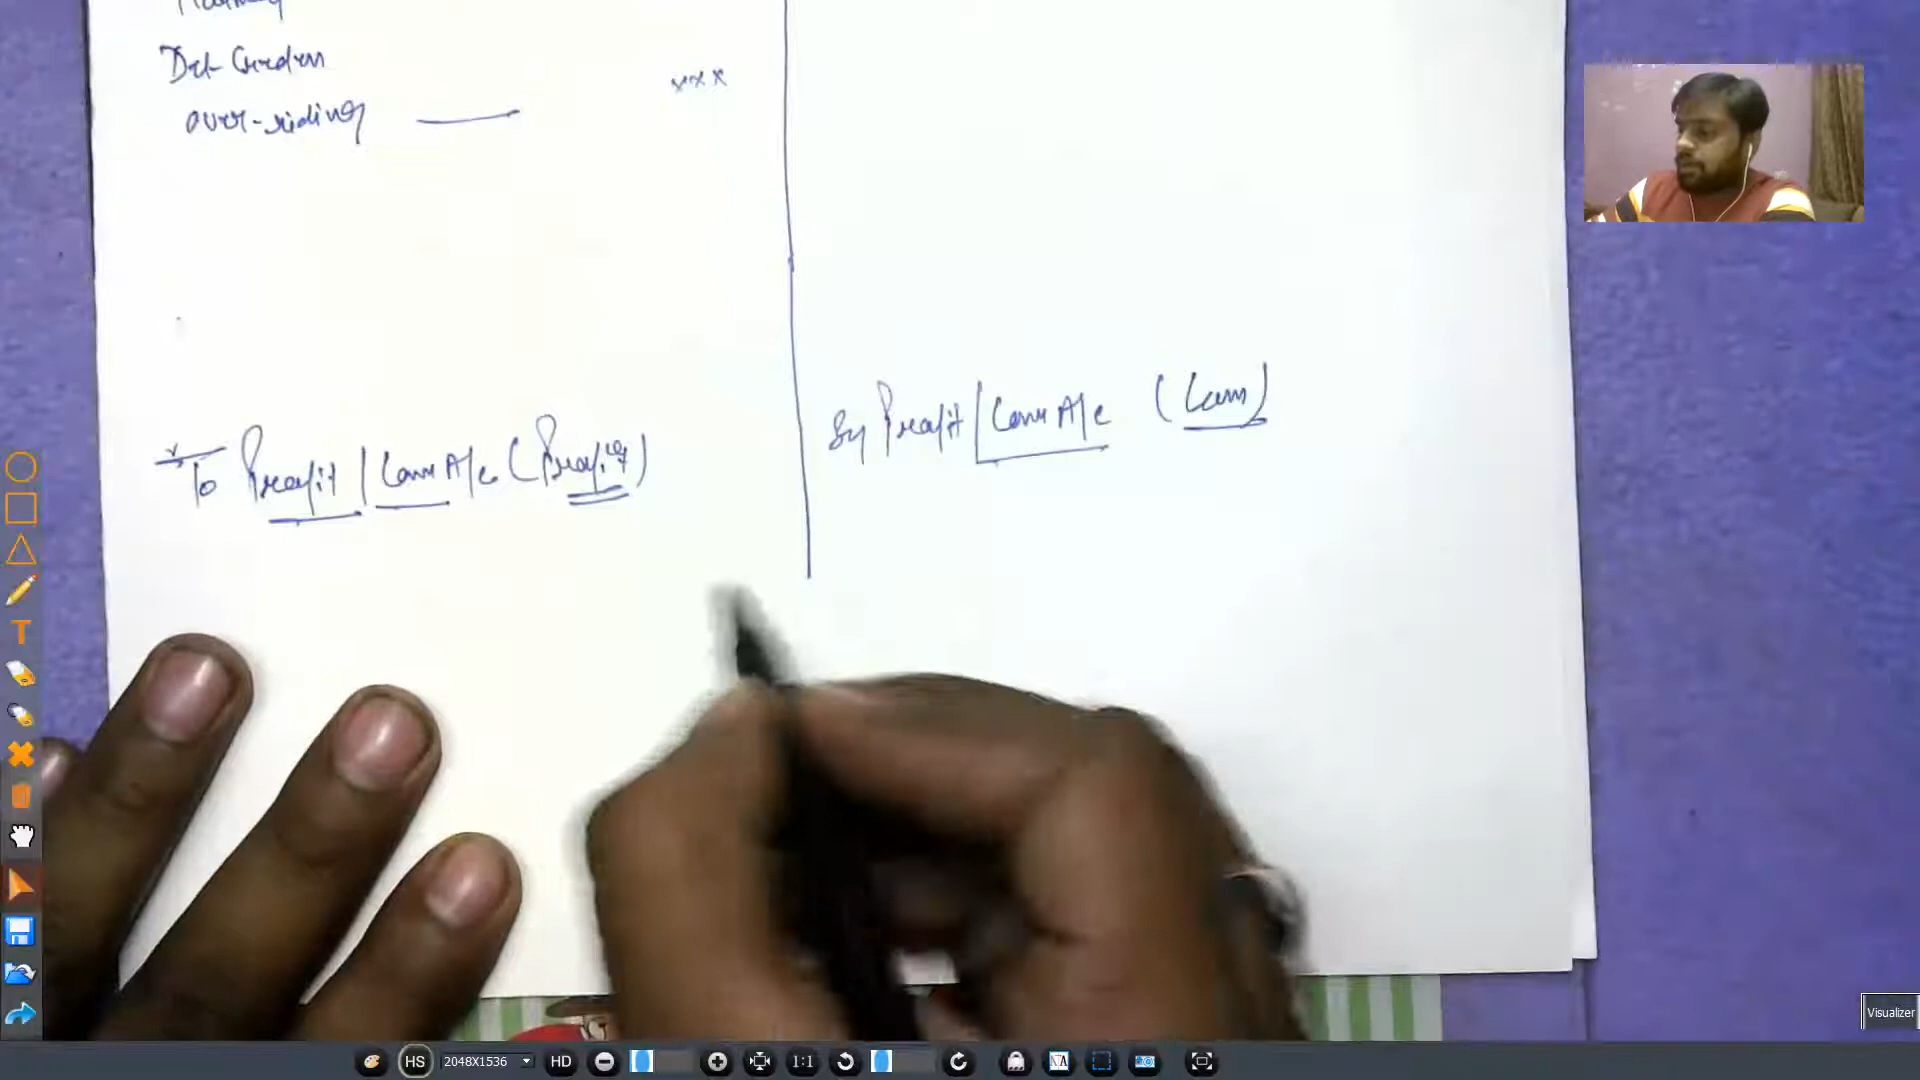 Del-Credere
over-riding
xxx
To Profit / Loss A/c (Profit)
By Profit / Loss A/c (Loss)
T
HS
2048X1536
HD
1:1
Visualizer